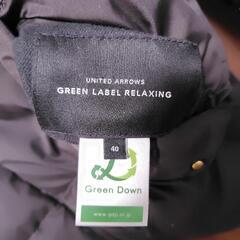 UNITED ARROWS
GREEN LABEL RELAXING
40
Green Down